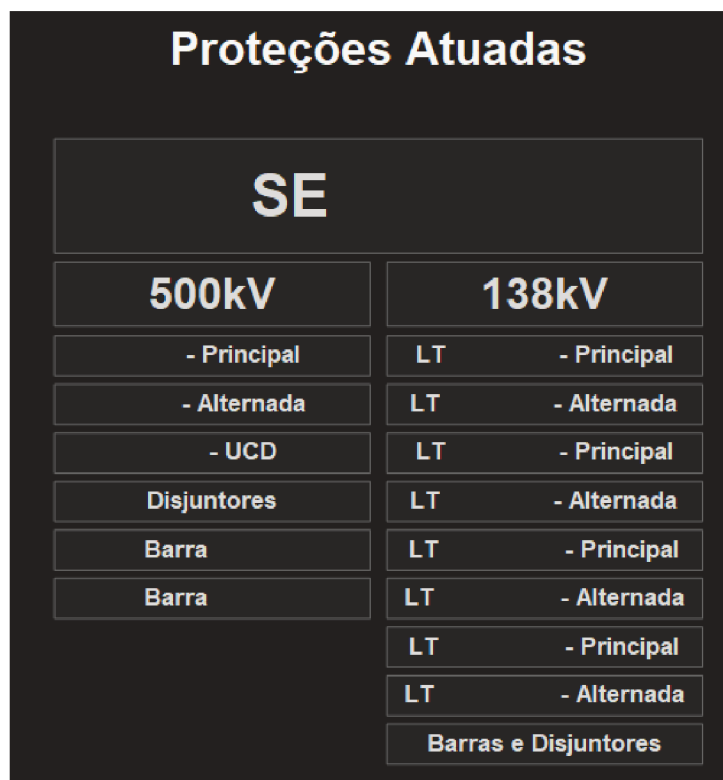 Proteções Atuadas
SE
500kV
- Principal
- Alternada
- UCD
Disjuntores
Barra
Barra
138kV
LT - Principal
LT - Alternada
LT - Principal
LT - Alternada
LT - Principal
LT - Alternada
LT - Principal
LT - Alternada
Barras e Disjuntores